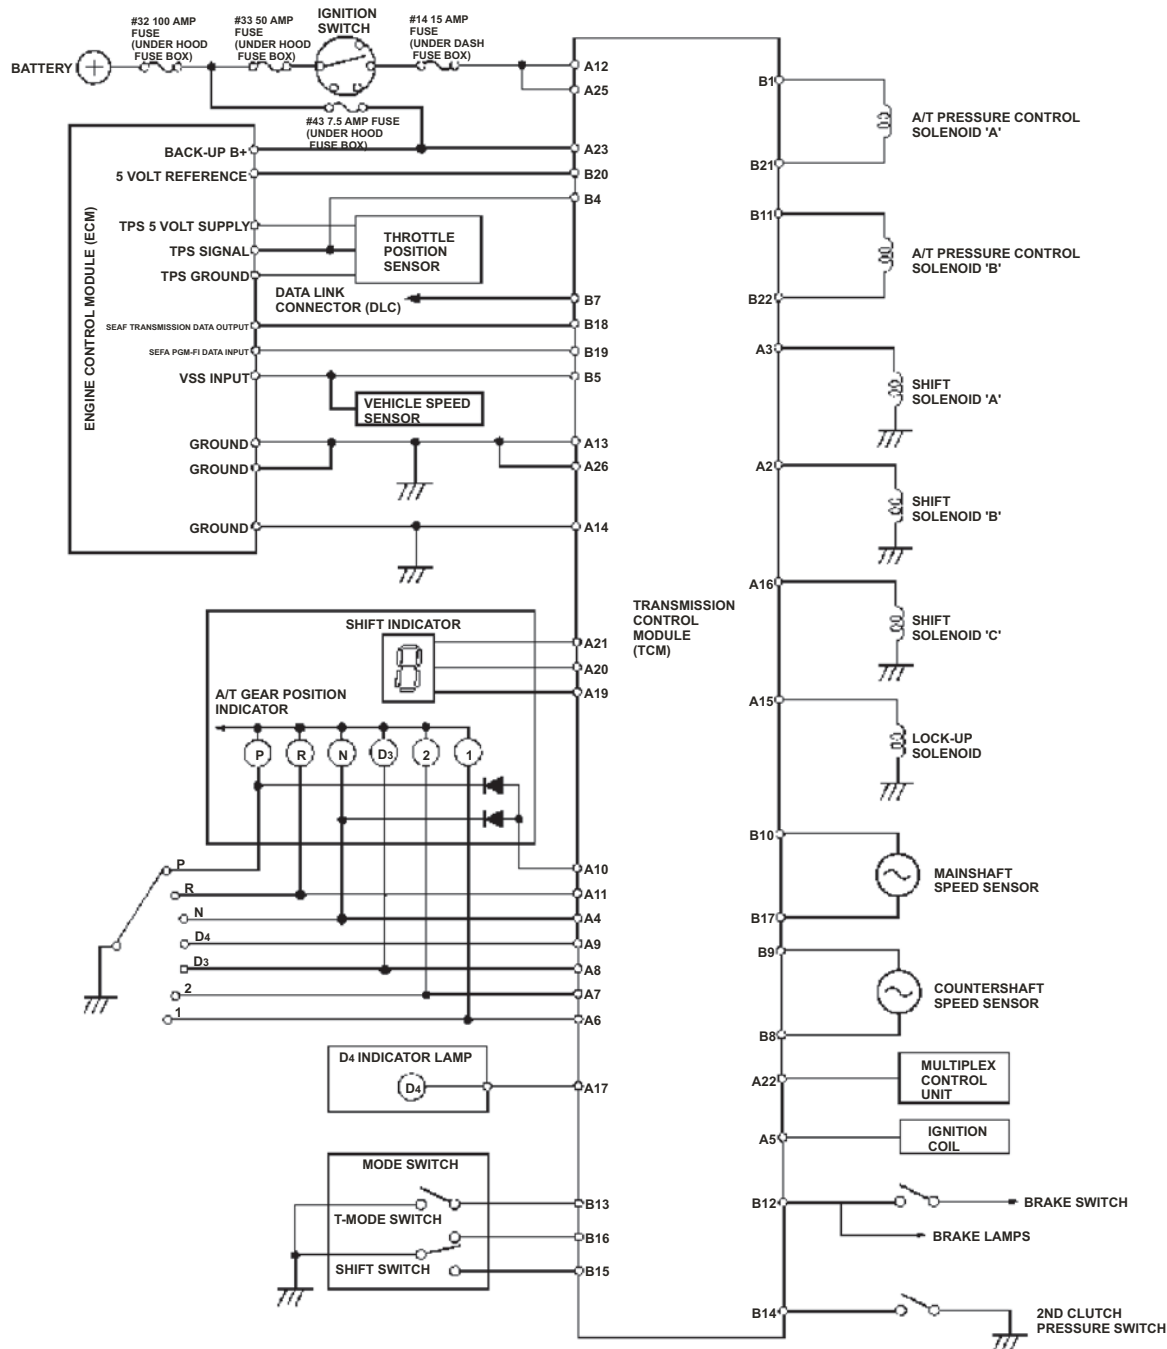 #32 100 AMP
FUSE
(UNDER HOOD
FUSE BOX)
#33 50 AMP
FUSE
(UNDER HOOD
FUSE BOX)
IGNITION
SWITCH
#14 15 AMP
FUSE
(UNDER DASH
FUSE BOX)
BATTERY
#43 7.5 AMP FUSE
(UNDER HOOD
FUSE BOX)
ENGINE CONTROL MODULE (ECM)
BACK-UP B+
5 VOLT REFERENCE
TPS 5 VOLT SUPPLY
TPS SIGNAL
TPS GROUND
THROTTLE
POSITION
SENSOR
DATA LINK
CONNECTOR (DLC)
SEAF TRANSMISSION DATA OUTPUT
SEFA PGM-FI DATA INPUT
VSS INPUT
VEHICLE SPEED
SENSOR
GROUND
GROUND
GROUND
A12
A25
A23
B20
B4
B7
B18
B19
B5
A13
A26
A14
SHIFT INDICATOR
A/T GEAR POSITION
INDICATOR
P
R
N
D3
2
1
A21
A20
A19
P
R
N
D4
D3
2
1
A10
A11
A4
A9
A8
A7
A6
D4 INDICATOR LAMP
D4
A17
MODE SWITCH
T-MODE SWITCH
SHIFT SWITCH
B13
B16
B15
TRANSMISSION
CONTROL
MODULE
(TCM)
B1
B21
A/T PRESSURE CONTROL
SOLENOID 'A'
B11
B22
A/T PRESSURE CONTROL
SOLENOID 'B'
A3
SHIFT
SOLENOID 'A'
A2
SHIFT
SOLENOID 'B'
A16
SHIFT
SOLENOID 'C'
A15
LOCK-UP
SOLENOID
B10
B17
MAINSHAFT
SPEED SENSOR
B9
B8
COUNTERSHAFT
SPEED SENSOR
A22
MULTIPLEX
CONTROL
UNIT
A5
IGNITION
COIL
B12
BRAKE SWITCH
BRAKE LAMPS
B14
2ND CLUTCH
PRESSURE SWITCH